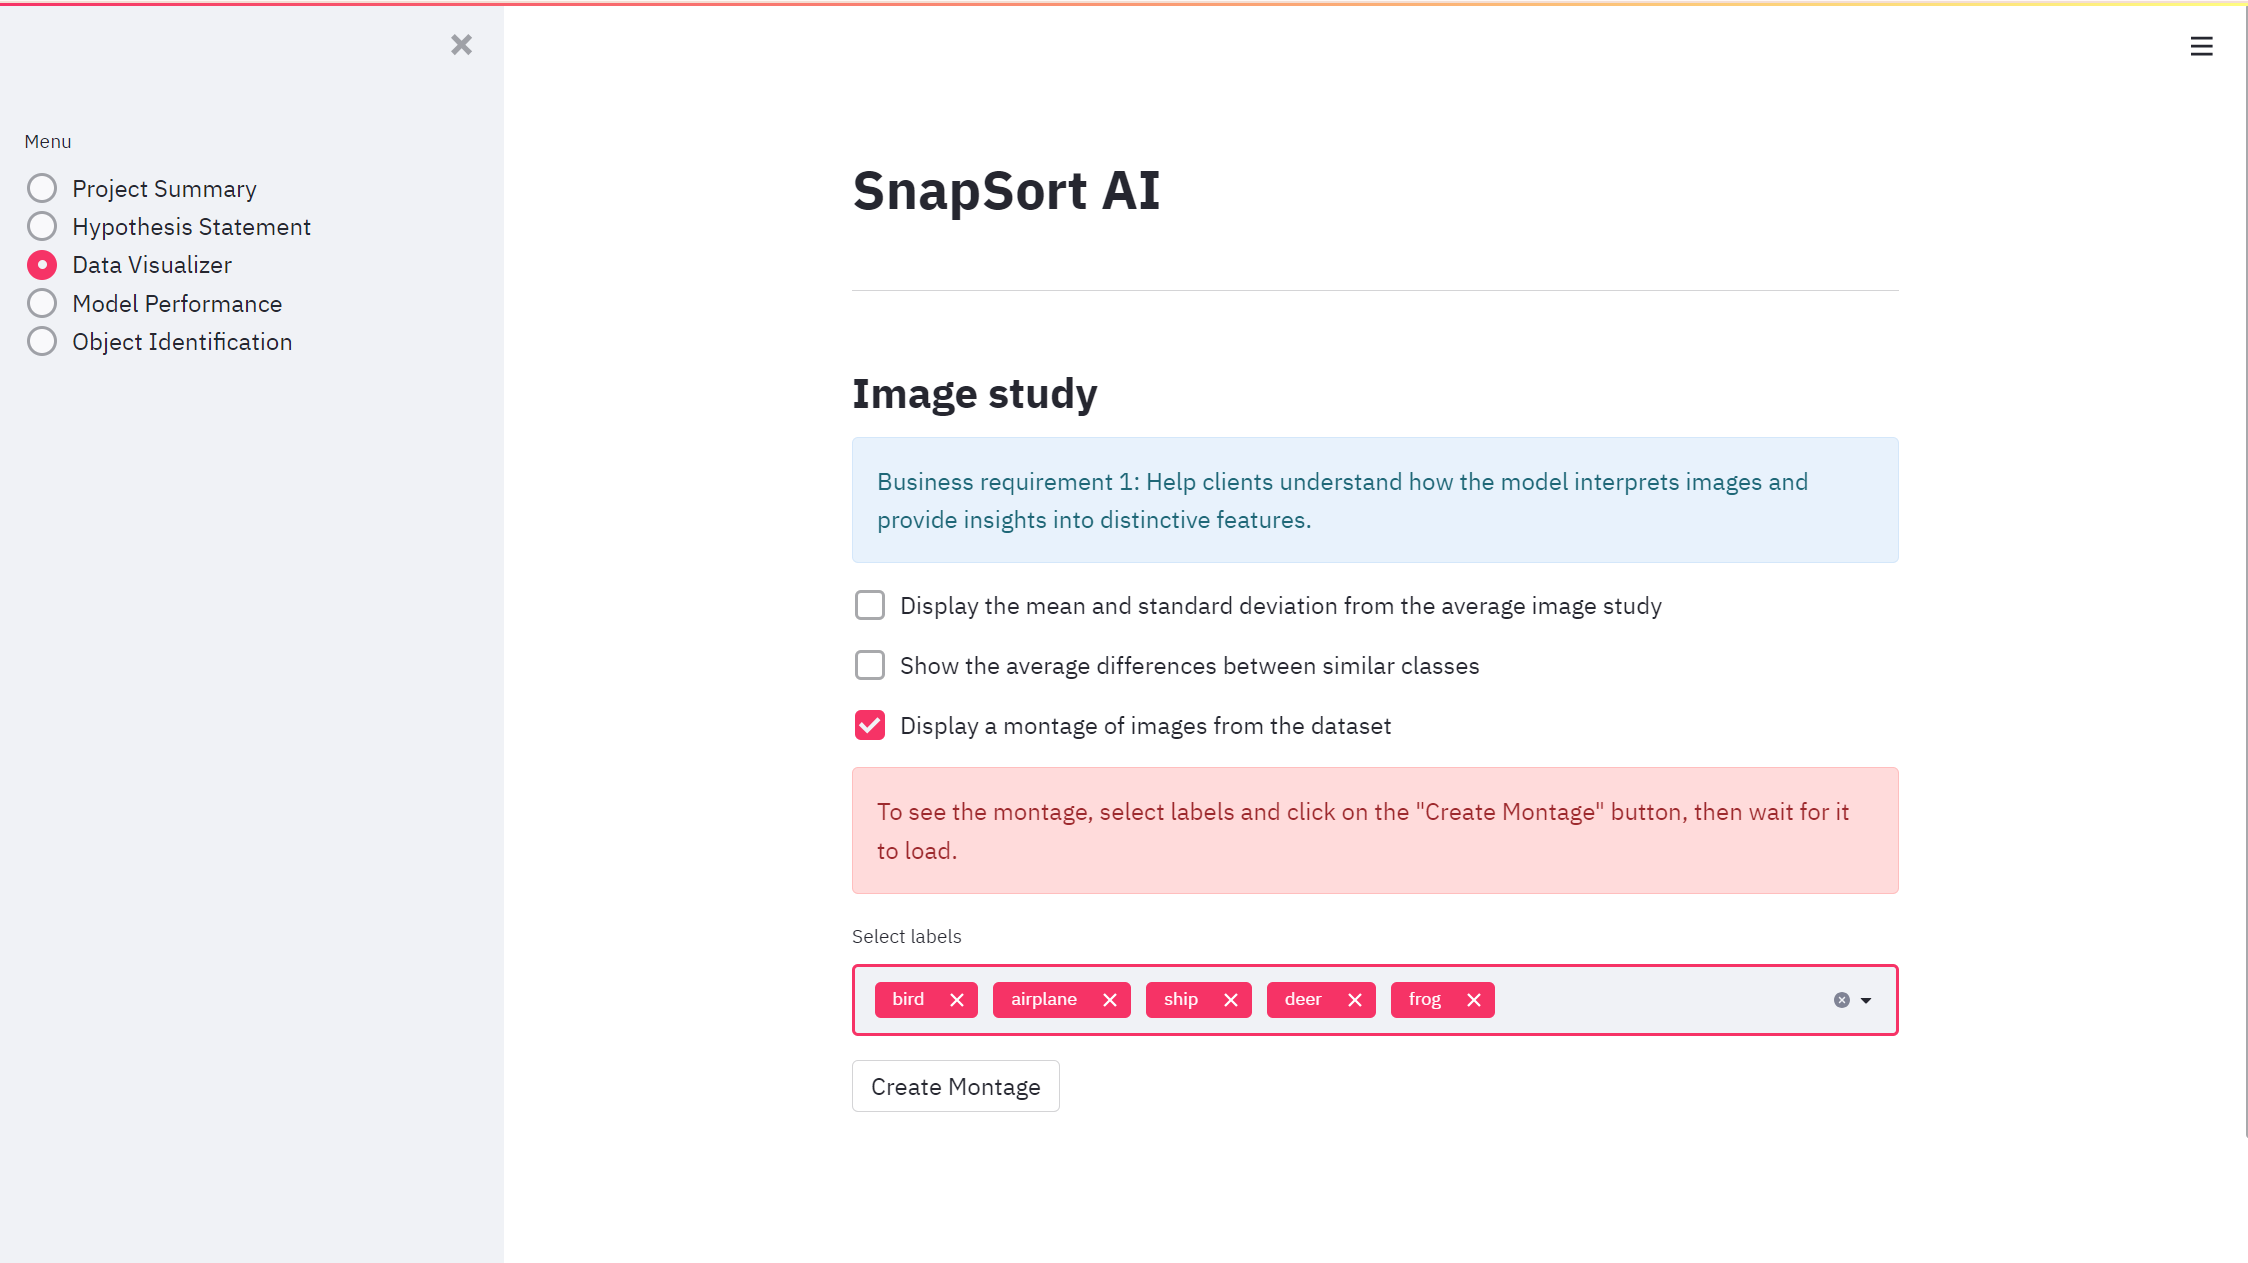 Menu
Project Summary
Hypothesis Statement
Data Visualizer
Model Performance
Object Identification
SnapSort AI
Image study
Business requirement 1: Help clients understand how the model interprets images and
provide insights into distinctive features.
Display the mean and standard deviation from the average image study
Show the average differences between similar classes
Display a montage of images from the dataset
To see the montage, select labels and click on the "Create Montage" button, then wait for it
to load.
Select labels
bird airplane ship deer frog
Create Montage